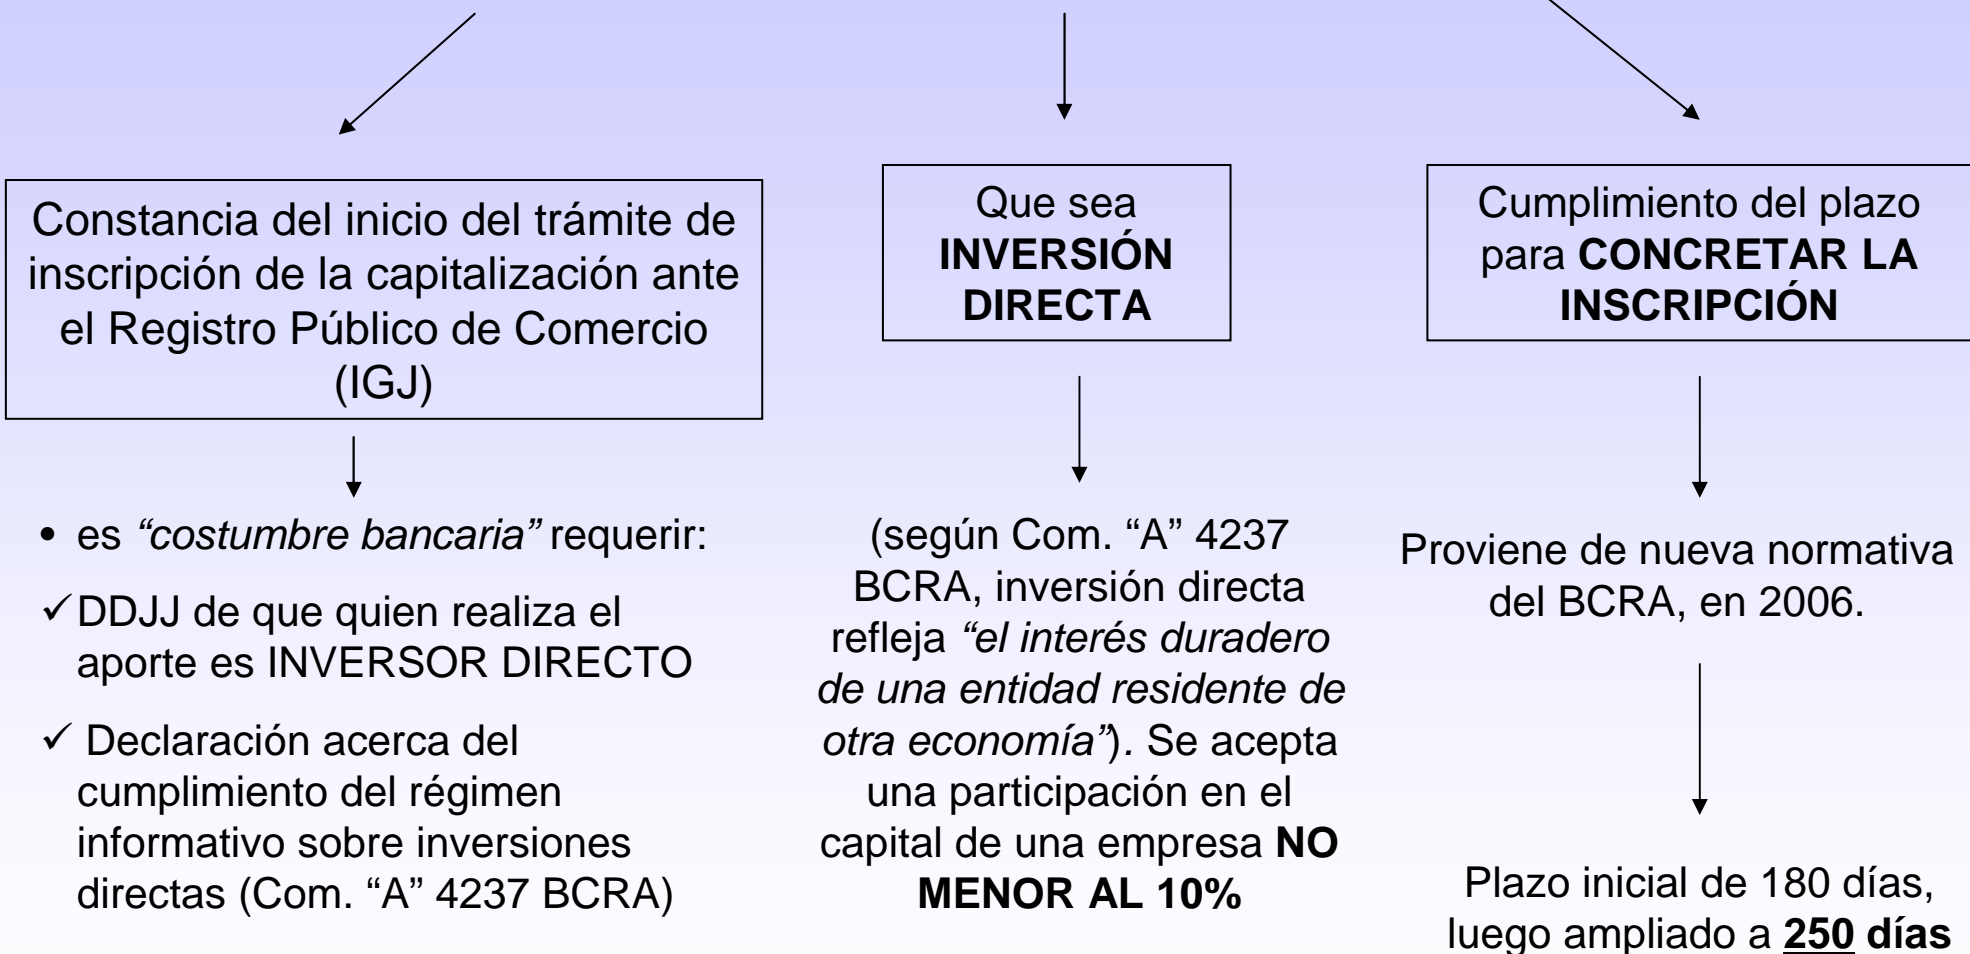 Constancia del inicio del trámite de
inscripción de la capitalización ante
el Registro Público de Comercio
(IGJ)
• es “costumbre bancaria” requerir:
✓DDJJ de que quien realiza el
aporte es INVERSOR DIRECTO
✓ Declaración acerca del
cumplimiento del régimen
informativo sobre inversiones
directas (Com. “A” 4237 BCRA)
Que sea
INVERSIÓN
DIRECTA
(según Com. “A” 4237
BCRA, inversión directa
refleja “el interés duradero
de una entidad residente de
otra economía”). Se acepta
una participación en el
capital de una empresa NO
MENOR AL 10%
Cumplimiento del plazo
para CONCRETAR LA
INSCRIPCIÓN
Proviene de nueva normativa
del BCRA, en 2006.
Plazo inicial de 180 días,
luego ampliado a 250 días